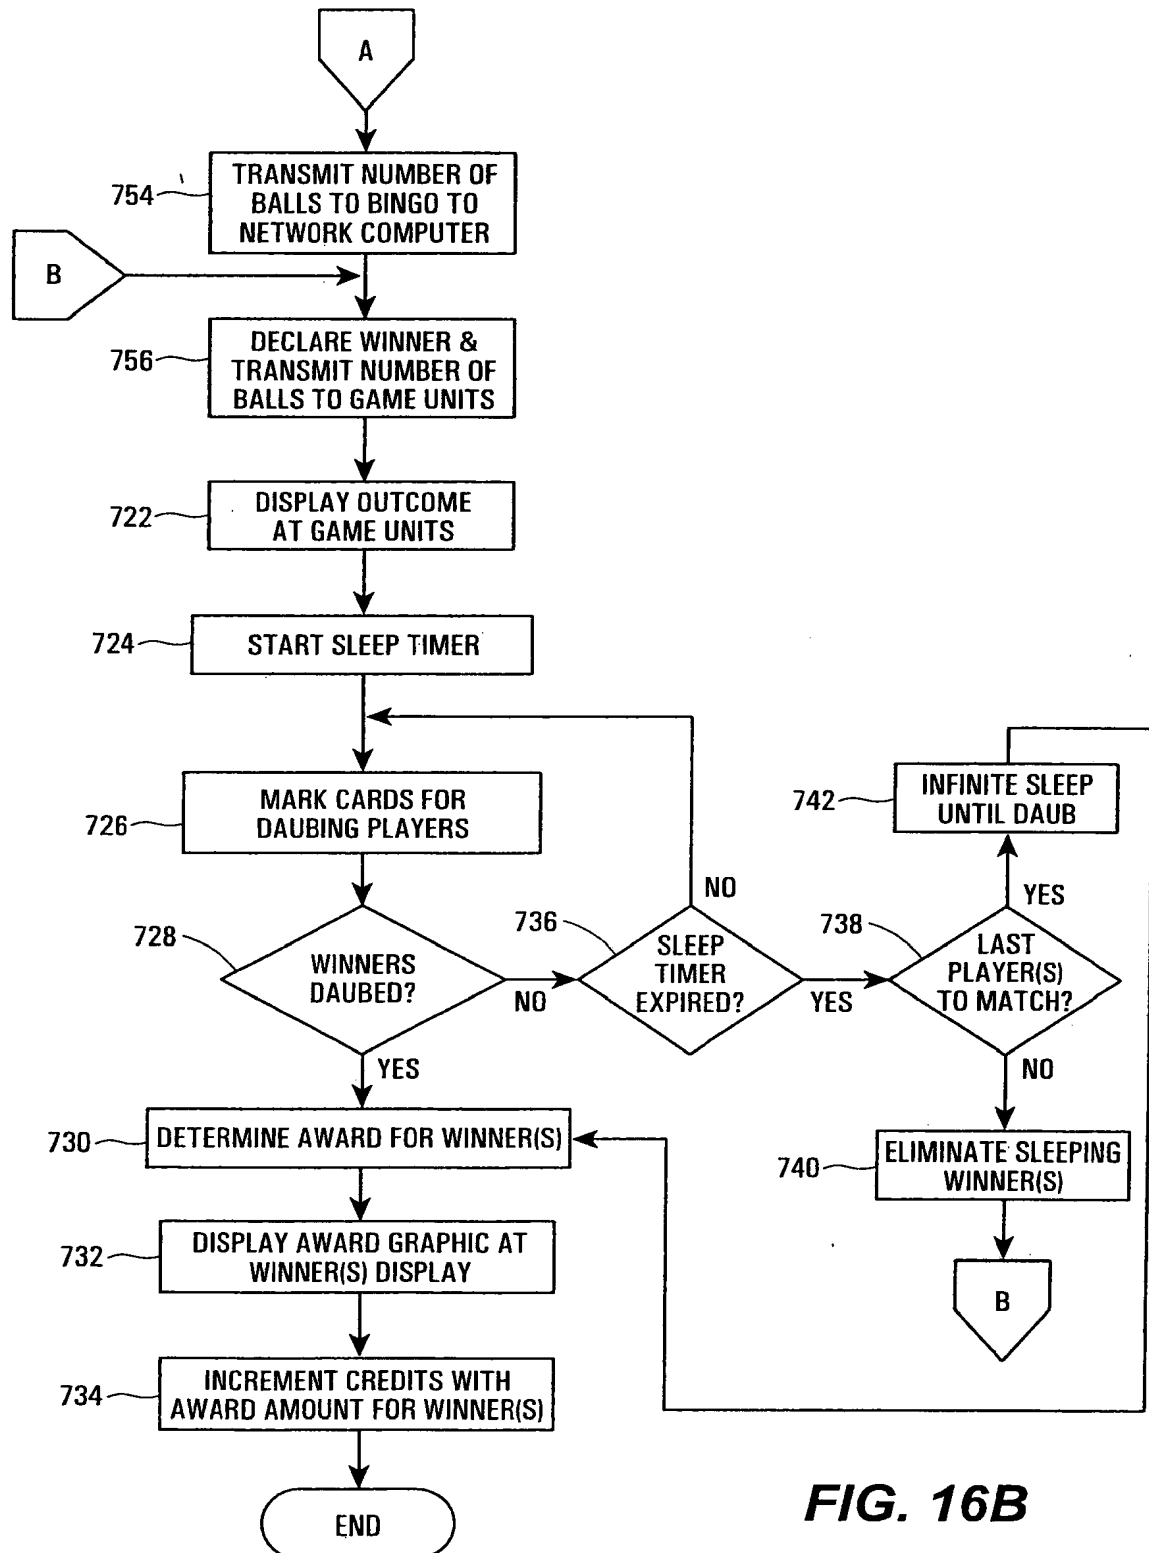 A
754
TRANSMIT NUMBER OF
BALLS TO BINGO TO
NETWORK COMPUTER
B
756
DECLARE WINNER &
TRANSMIT NUMBER OF
BALLS TO GAME UNITS
722
DISPLAY OUTCOME
AT GAME UNITS
724
START SLEEP TIMER
726
MARK CARDS FOR
DAUBING PLAYERS
742
INFINITE SLEEP
UNTIL DAUB
728
WINNERS
DAUBED?
NO
YES
736
SLEEP
TIMER
EXPIRED?
NO
YES
738
LAST
PLAYER(S)
TO MATCH?
YES
NO
730
DETERMINE AWARD FOR WINNER(S)
740
ELIMINATE SLEEPING
WINNER(S)
B
732
DISPLAY AWARD GRAPHIC AT
WINNER(S) DISPLAY
734
INCREMENT CREDITS WITH
AWARD AMOUNT FOR WINNER(S)
END
FIG. 16B